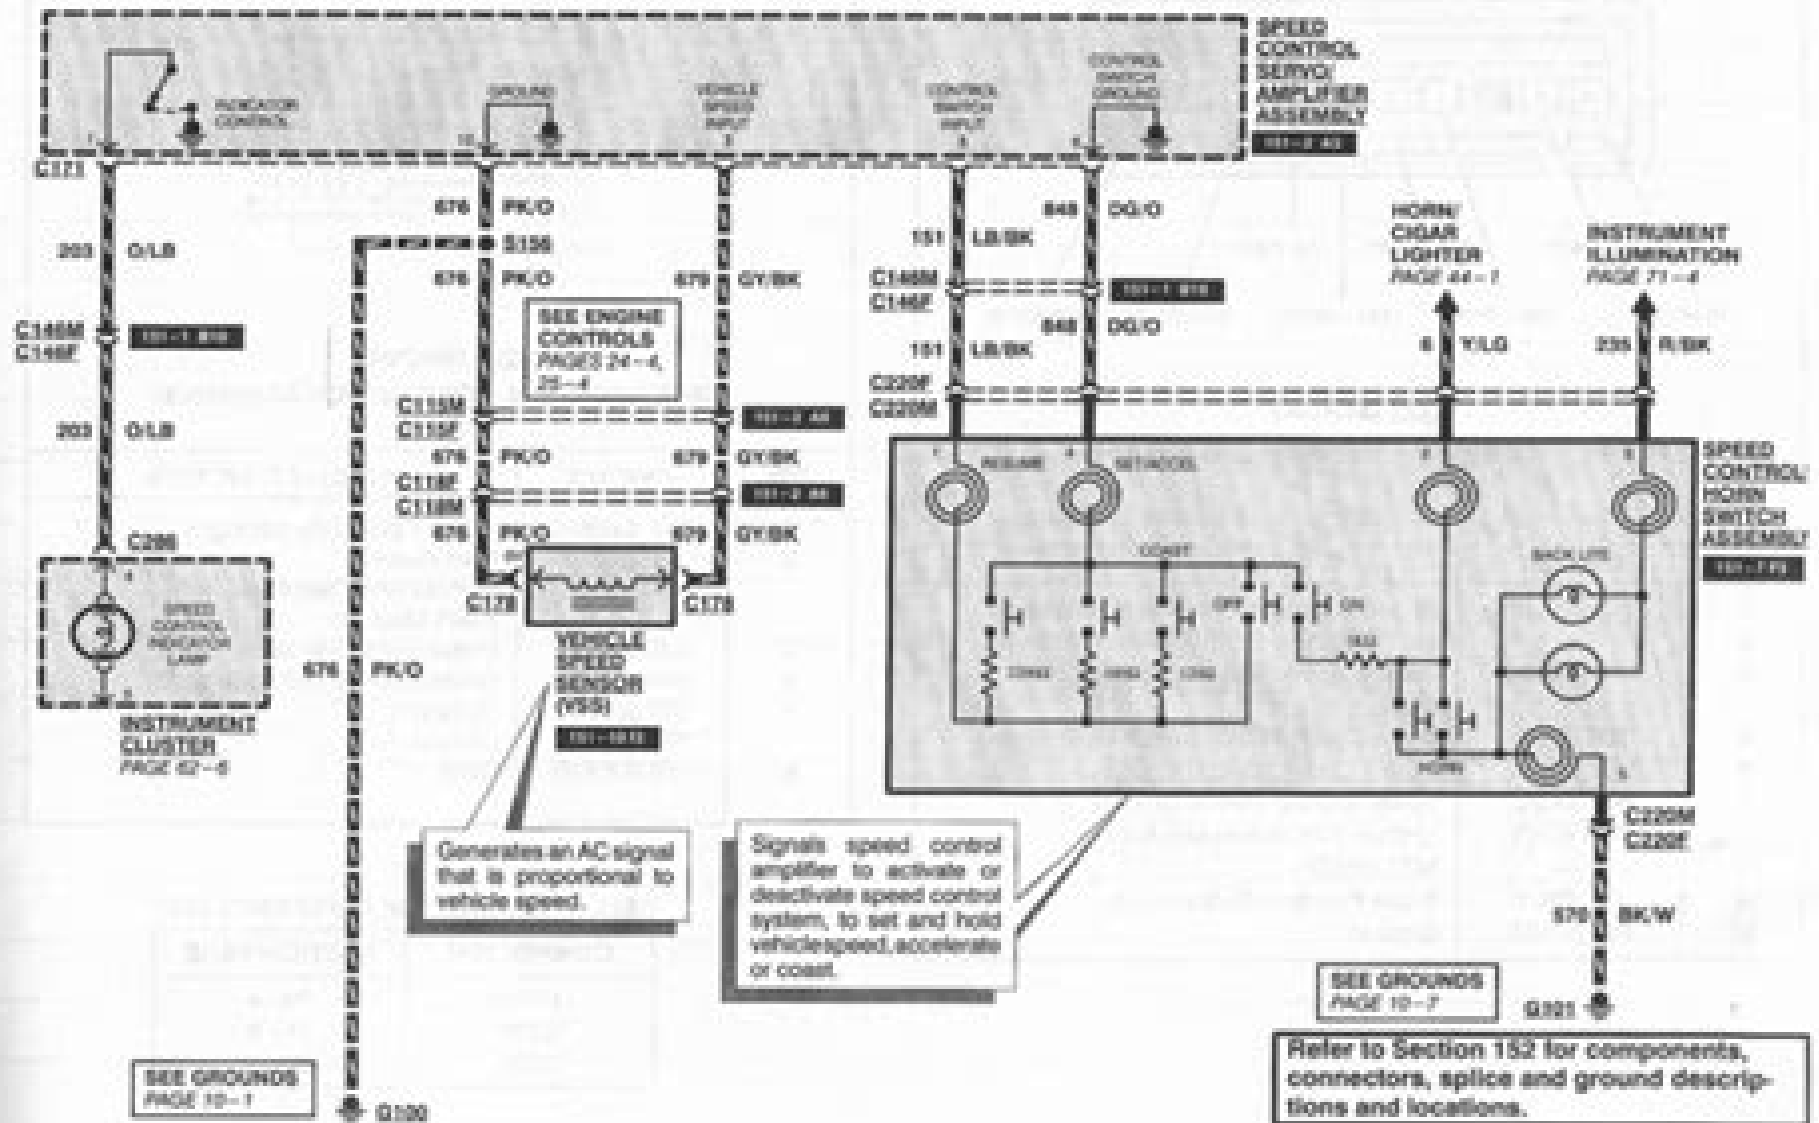 SPEED
CONTROL
SERVO/
AMPLIFIER
ASSEMBLY
INDICATOR
CONTROL
GROUND
VEHICLE
SPEED
INPUT
CONTROL
SWITCH
INPUT
CONTROL
SWITCH
GROUND
C171
676 PK/O
S156
676 PK/O
203 O/LB
679 GY/BK
151 LB/BK
848 DG/O
C146M
C146F
848 DG/O
151 LB/BK
HORN/
CIGAR
LIGHTER
PAGE 44-1
INSTRUMENT
ILLUMINATION
PAGE 71-4
6 Y/LG
235 R/BK
C146M
C146F
SEE ENGINE
CONTROLS
PAGES 24-4,
25-4
C220F
C220M
C115M
C115F
203 O/LB
676 PK/O
679 GY/BK
C118F
C118M
676 PK/O
679 GY/BK
RESUME
SET/ACCEL
SPEED
CONTROL/
HORN
SWITCH
ASSEMBLY
C286
C178
C178
SPEED
CONTROL
INDICATOR
LAMP
INSTRUMENT
CLUSTER
PAGE 62-6
VEHICLE
SPEED
SENSOR
(VSS)
676 PK/O
COAST
OFF
ON
BACK LITE
HORN
5
C220M
C220F
Generates an AC signal
that is proportional to
vehicle speed.
Signals speed control
amplifier to activate or
deactivate speed control
system, to set and hold
vehicle speed, accelerate
or coast.
570 BK/W
SEE GROUNDS
PAGE 10-7
G101
SEE GROUNDS
PAGE 10-1
G100
Refer to Section 152 for components,
connectors, splice and ground descrip-
tions and locations.